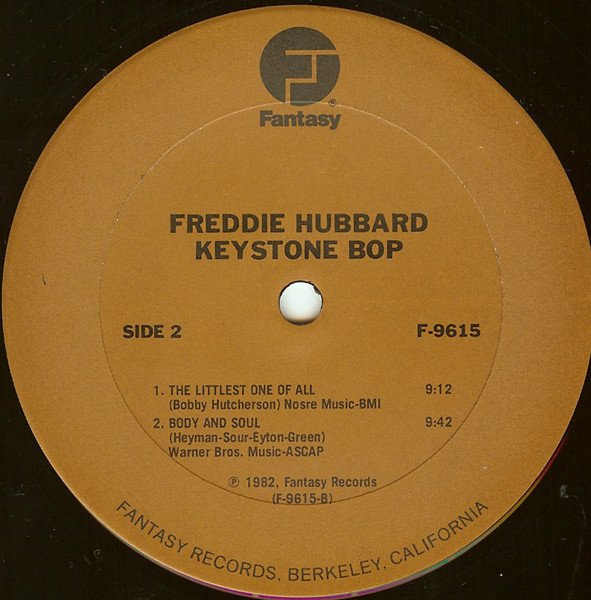 Fantasy®
FREDDIE HUBBARD
KEYSTONE BOP
SIDE 2
F-9615
1. THE LITTLEST ONE OF ALL 9:12
(Bobby Hutcherson) Nosre Music-BMI
2. BODY AND SOUL 9:42
(Heyman-Sour-Eyton-Green)
Warner Bros. Music-ASCAP
℗ 1982, Fantasy Records
(F-9615-B)
FANTASY RECORDS, BERKELEY, CALIFORNIA